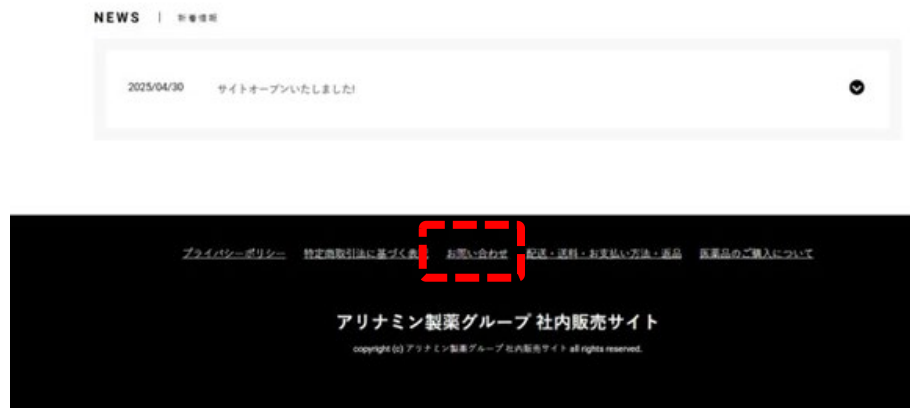 NEWS | 新着情報
2025/04/30 サイトオープンいたしました!
プライバシーポリシー 特定商取引法に基づく表 お問い合わせ 配送・送料・お支払い方法・返品 医薬品のご購入について
アリナミン製薬グループ 社内販売サイト
copyright (c) アリナミン製薬グループ 社内販売サイト all rights reserved.